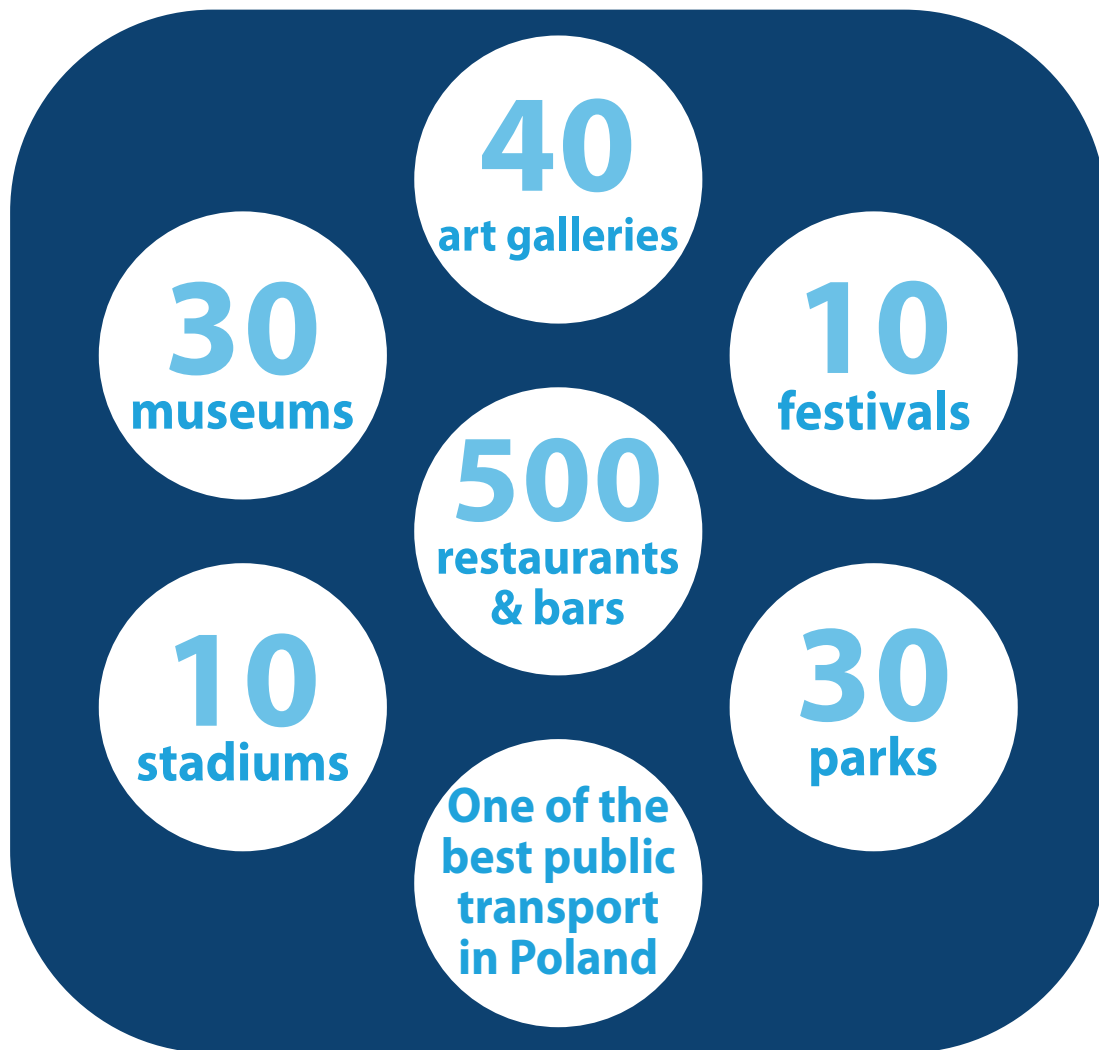 40
art galleries
30
museums
10
festivals
500
restaurants
& bars
10
stadiums
30
parks
One of the
best public
transport
in Poland